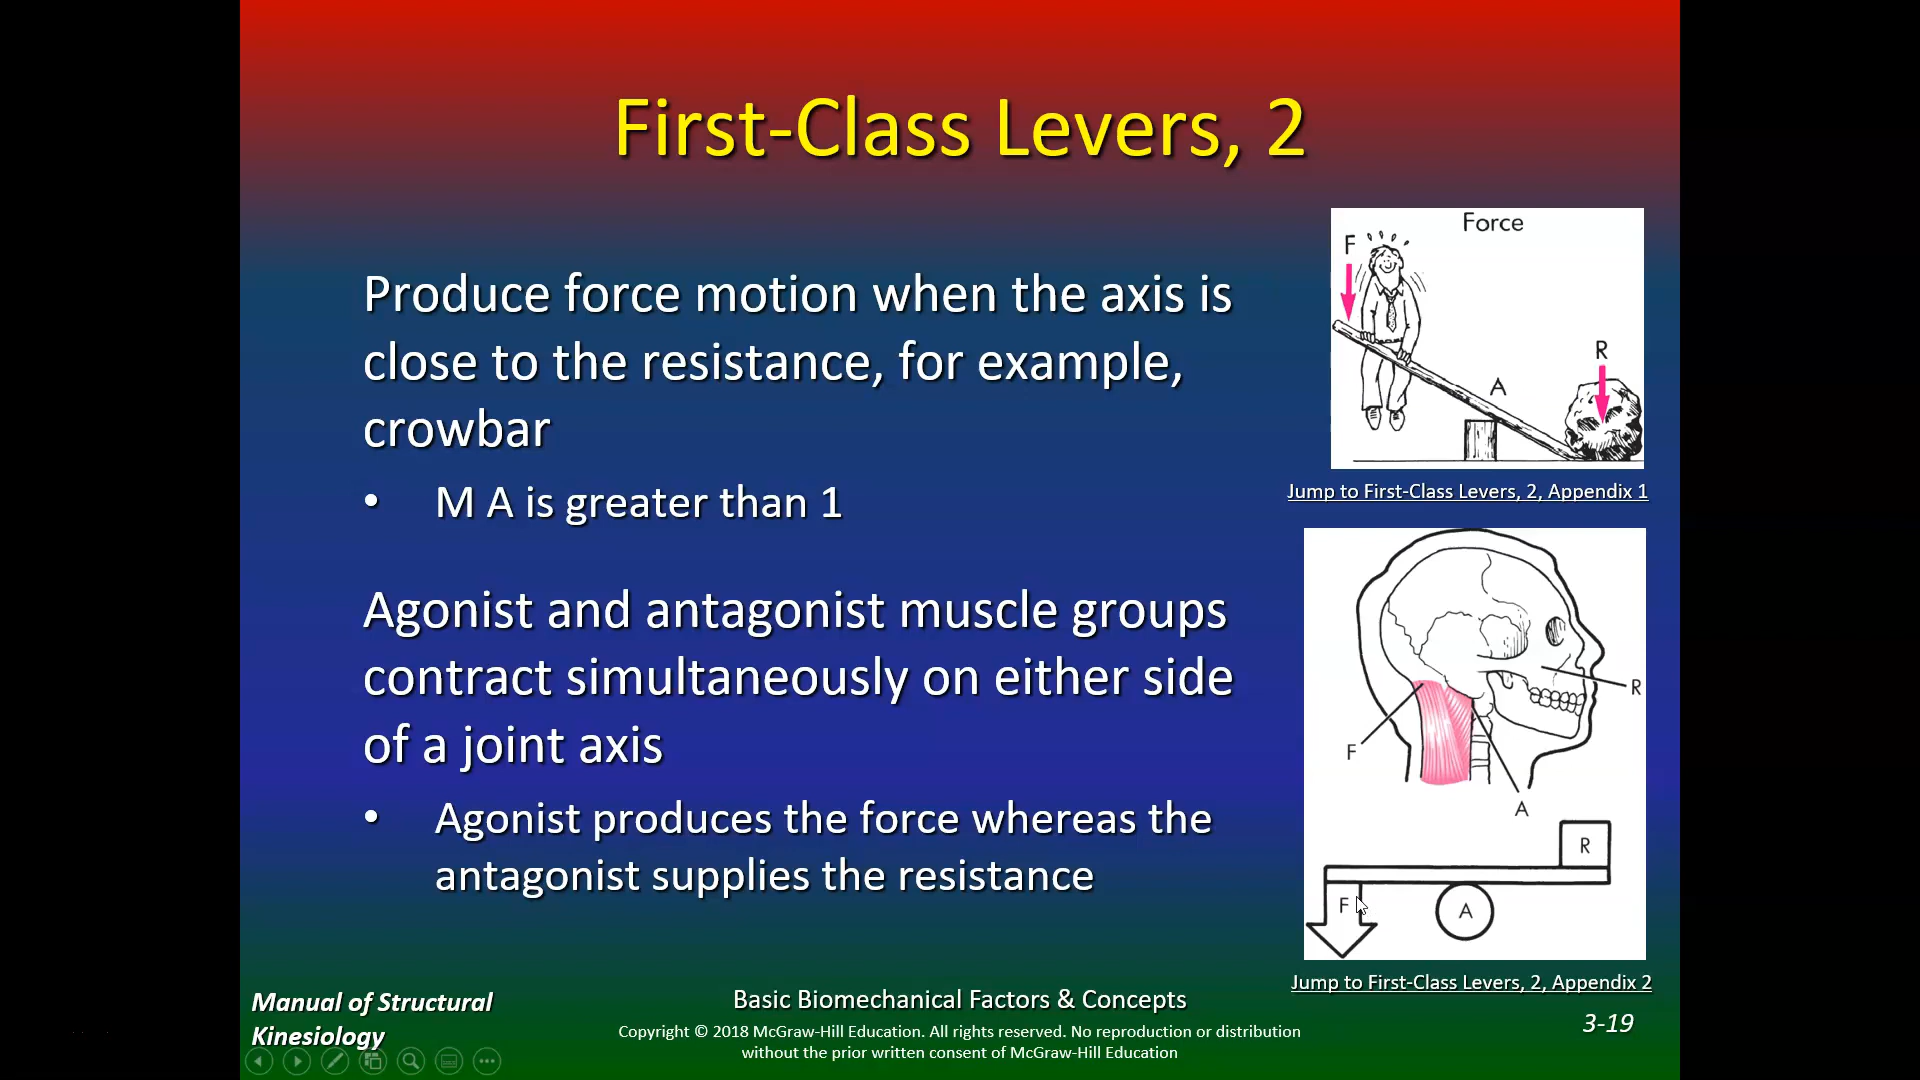 First-Class Levers, 2
Produce force motion when the axis is
close to the resistance, for example,
crowbar
• M A is greater than 1
Agonist and antagonist muscle groups
contract simultaneously on either side
of a joint axis
• Agonist produces the force whereas the
antagonist supplies the resistance
Force
F
R
A
Jump to First-Class Levers, 2, Appendix 1
R
F
A
R
F
A
Jump to First-Class Levers, 2, Appendix 2
Manual of Structural
Kinesiology
Basic Biomechanical Factors & Concepts
Copyright © 2018 McGraw-Hill Education. All rights reserved. No reproduction or distribution
without the prior written consent of McGraw-Hill Education
3-19